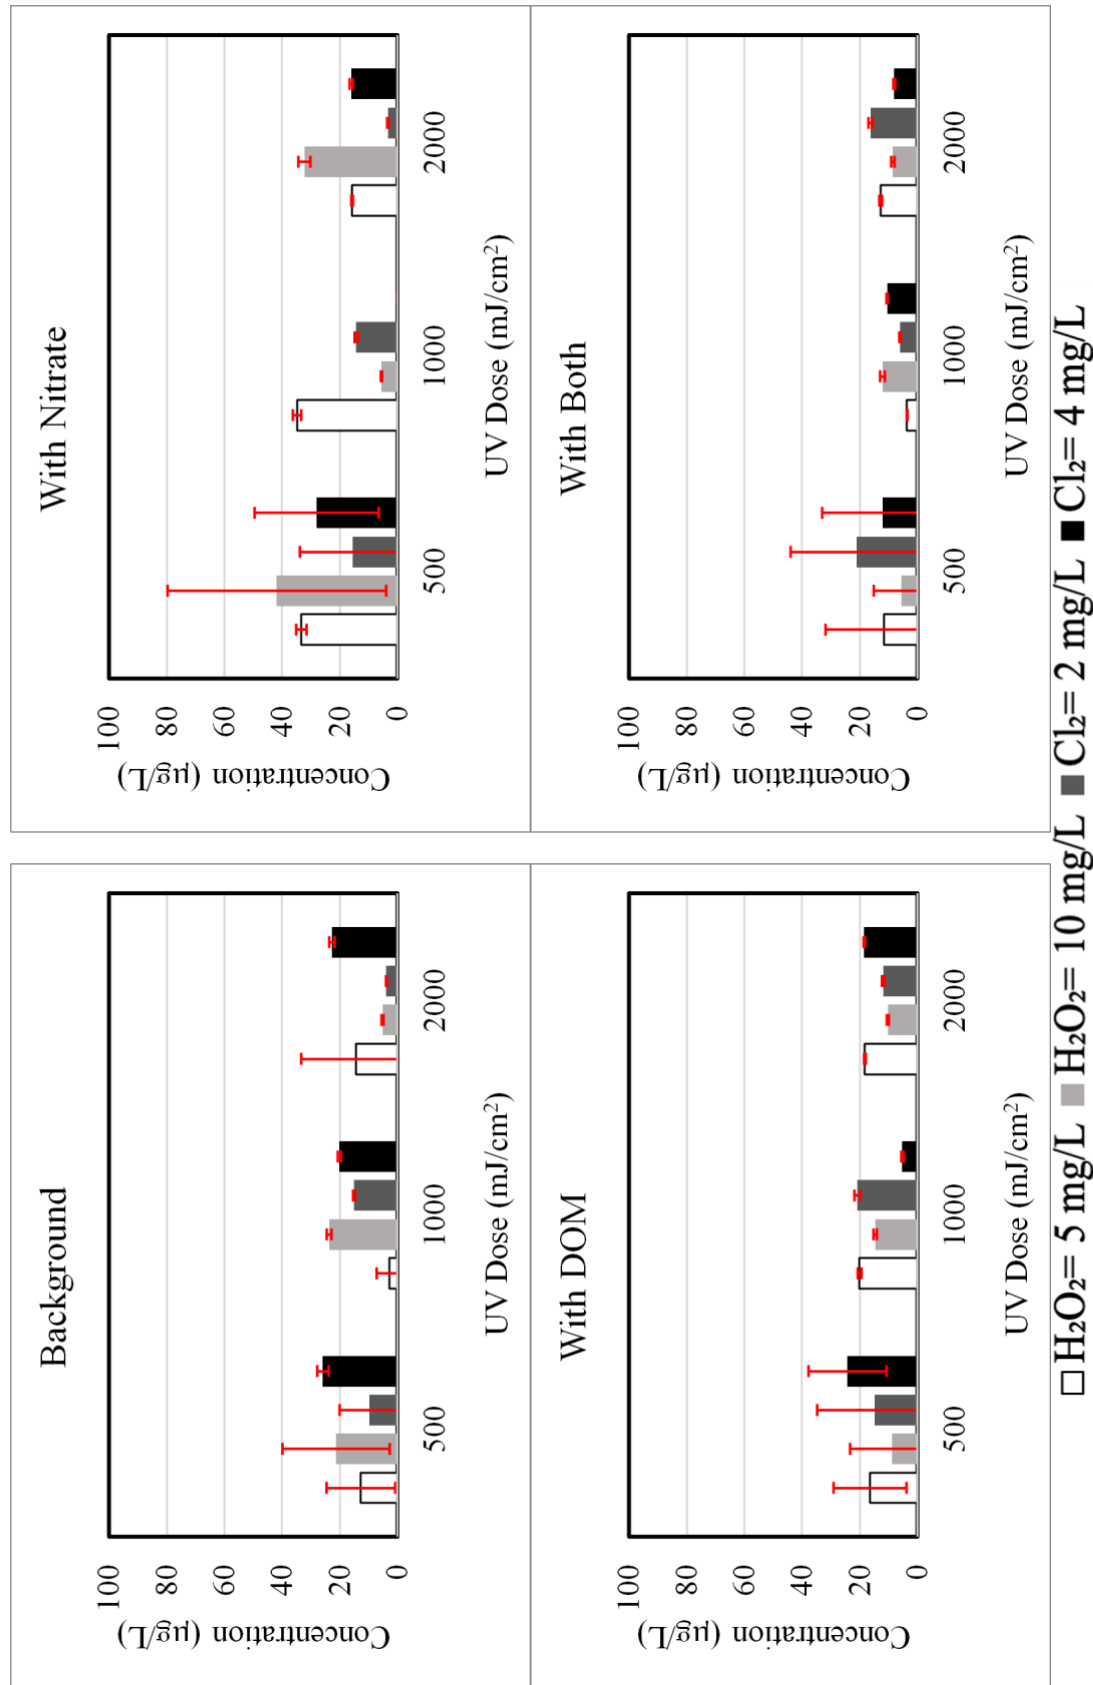 Background
Concentration (µg/L)
100
80
60
40
20
0
500
1000
2000
UV Dose (mJ/cm²)
With Nitrate
Concentration (µg/L)
100
80
60
40
20
0
500
1000
2000
UV Dose (mJ/cm²)
With DOM
Concentration (µg/L)
100
80
60
40
20
0
500
1000
2000
UV Dose (mJ/cm²)
With Both
Concentration (µg/L)
100
80
60
40
20
0
500
1000
2000
UV Dose (mJ/cm²)
H₂O₂= 5 mg/L H₂O₂= 10 mg/L Cl₂= 2 mg/L Cl₂= 4 mg/L